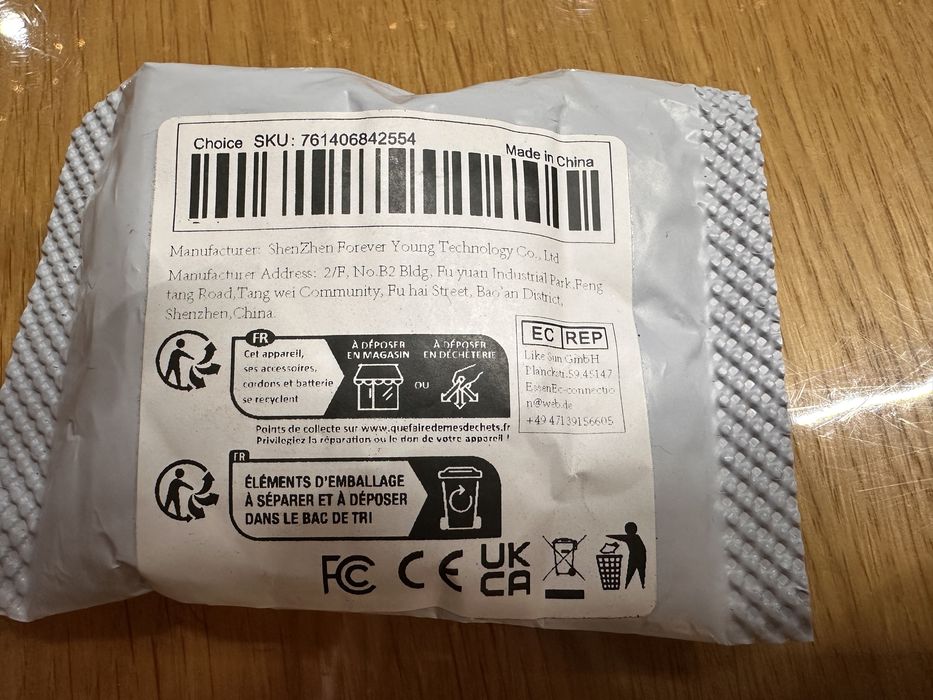 Choice SKU: 761406842554
Made in China
Manufacturer: ShenZhen Forever Young Technology Co., Ltd
Manufacturer Address: 2/F, No.B2 Bldg, Fu yuan Industrial Park,Feng
tang Road,Tang wei Community, Fu hai Street, Bao'an District,
Shenzhen,China.
FR
Cet appareil,
ses accessoires,
cordons et batterie
se recyclent
À DÉPOSER
EN MAGASIN
OU
À DÉPOSER
EN DÉCHÈTERIE
Points de collecte sur www.quefairedemesdechets.fr
Privilegiez la réparation ou le don de votre appareil !
EC REP
Like Sun GmbH
Planckstr.59,45147
EssenEc-connectio
n@web.de
+49 47139156605
FR
ÉLÉMENTS D'EMBALLAGE
À SÉPARER ET À DÉPOSER
DANS LE BAC DE TRI
FC CE UK
CA